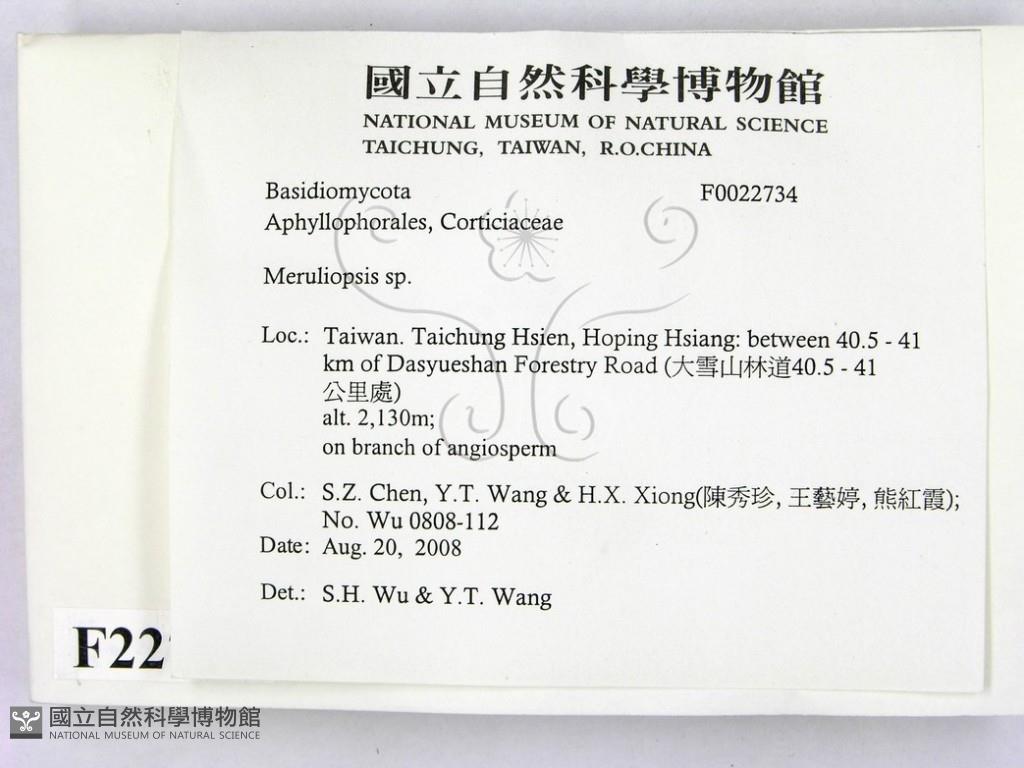 國立自然科學博物館
NATIONAL MUSEUM OF NATURAL SCIENCE
TAICHUNG, TAIWAN, R.O.CHINA
Basidiomycota F0022734
Aphyllophorales, Corticiaceae
Meruliopsis sp.
Loc.: Taiwan. Taichung Hsien, Hoping Hsiang: between 40.5 - 41
km of Dasyueshan Forestry Road (大雪山林道40.5 - 41
公里處)
alt. 2,130m;
on branch of angiosperm
Col.: S.Z. Chen, Y.T. Wang & H.X. Xiong(陳秀珍, 王藝婷, 熊紅霞);
No. Wu 0808-112
Date: Aug. 20, 2008
Det.: S.H. Wu & Y.T. Wang
F22
國立自然科學博物館
NATIONAL MUSEUM OF NATURAL SCIENCE